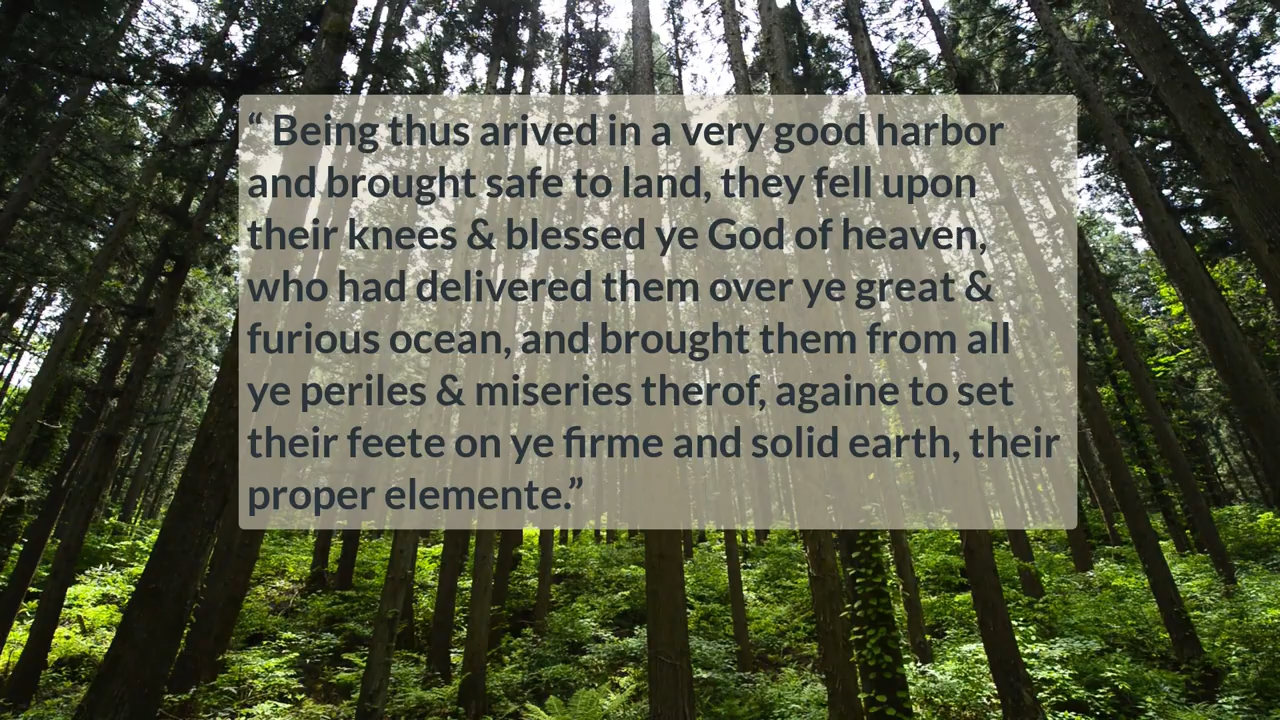 “ Being thus arived in a very good harbor
and brought safe to land, they fell upon
their knees & blessed ye God of heaven,
who had delivered them over ye great &
furious ocean, and brought them from all
ye periles & miseries therof, againe to set
their feete on ye firme and solid earth, their
proper elemente.”